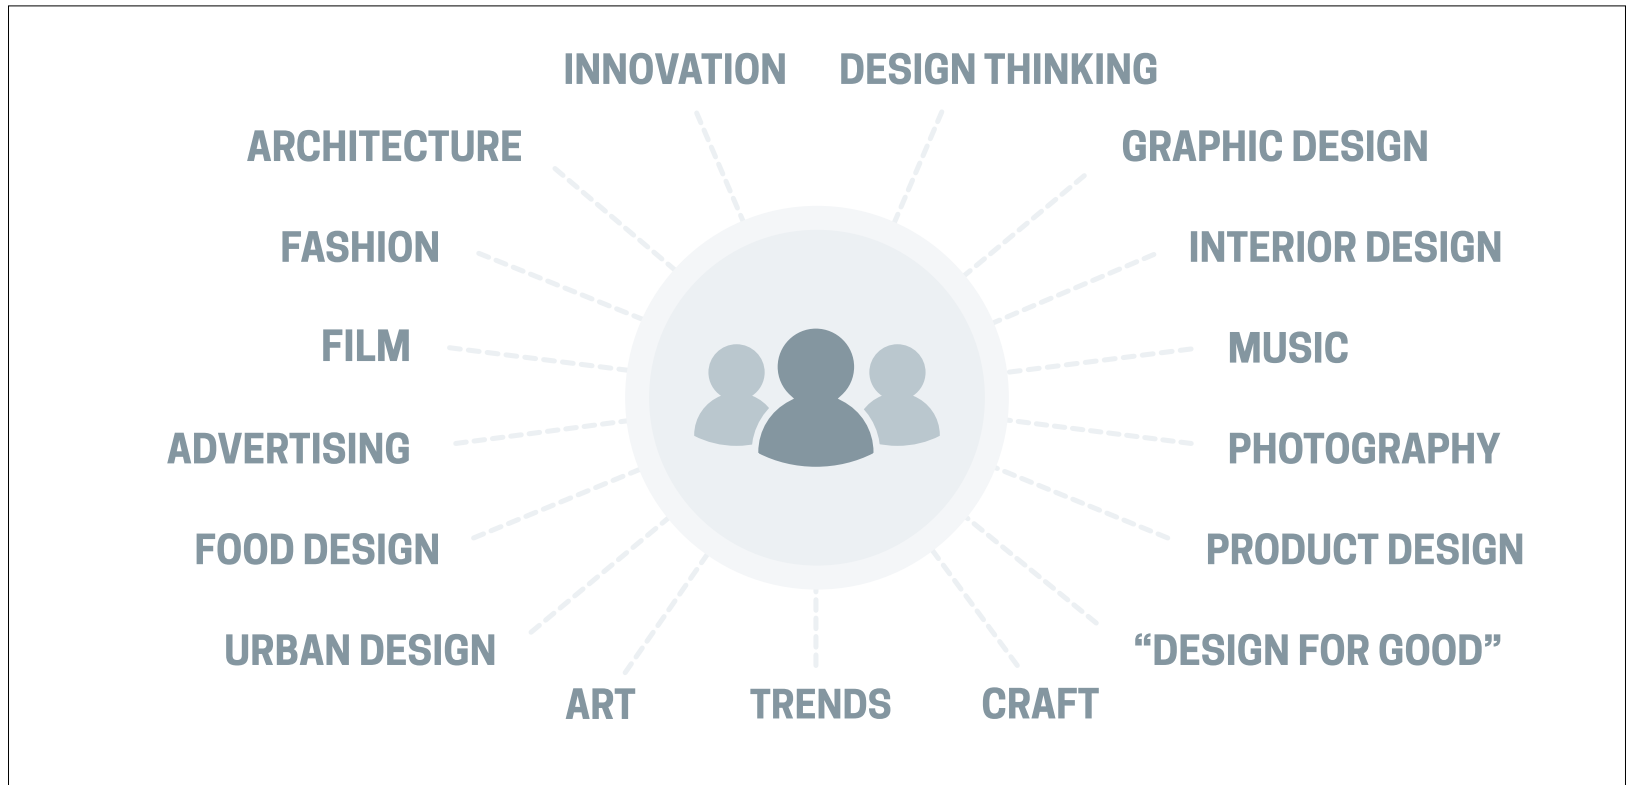 INNOVATION
DESIGN THINKING
ARCHITECTURE
GRAPHIC DESIGN
FASHION
INTERIOR DESIGN
FILM
MUSIC
ADVERTISING
PHOTOGRAPHY
FOOD DESIGN
PRODUCT DESIGN
URBAN DESIGN
“DESIGN FOR GOOD”
ART
TRENDS
CRAFT